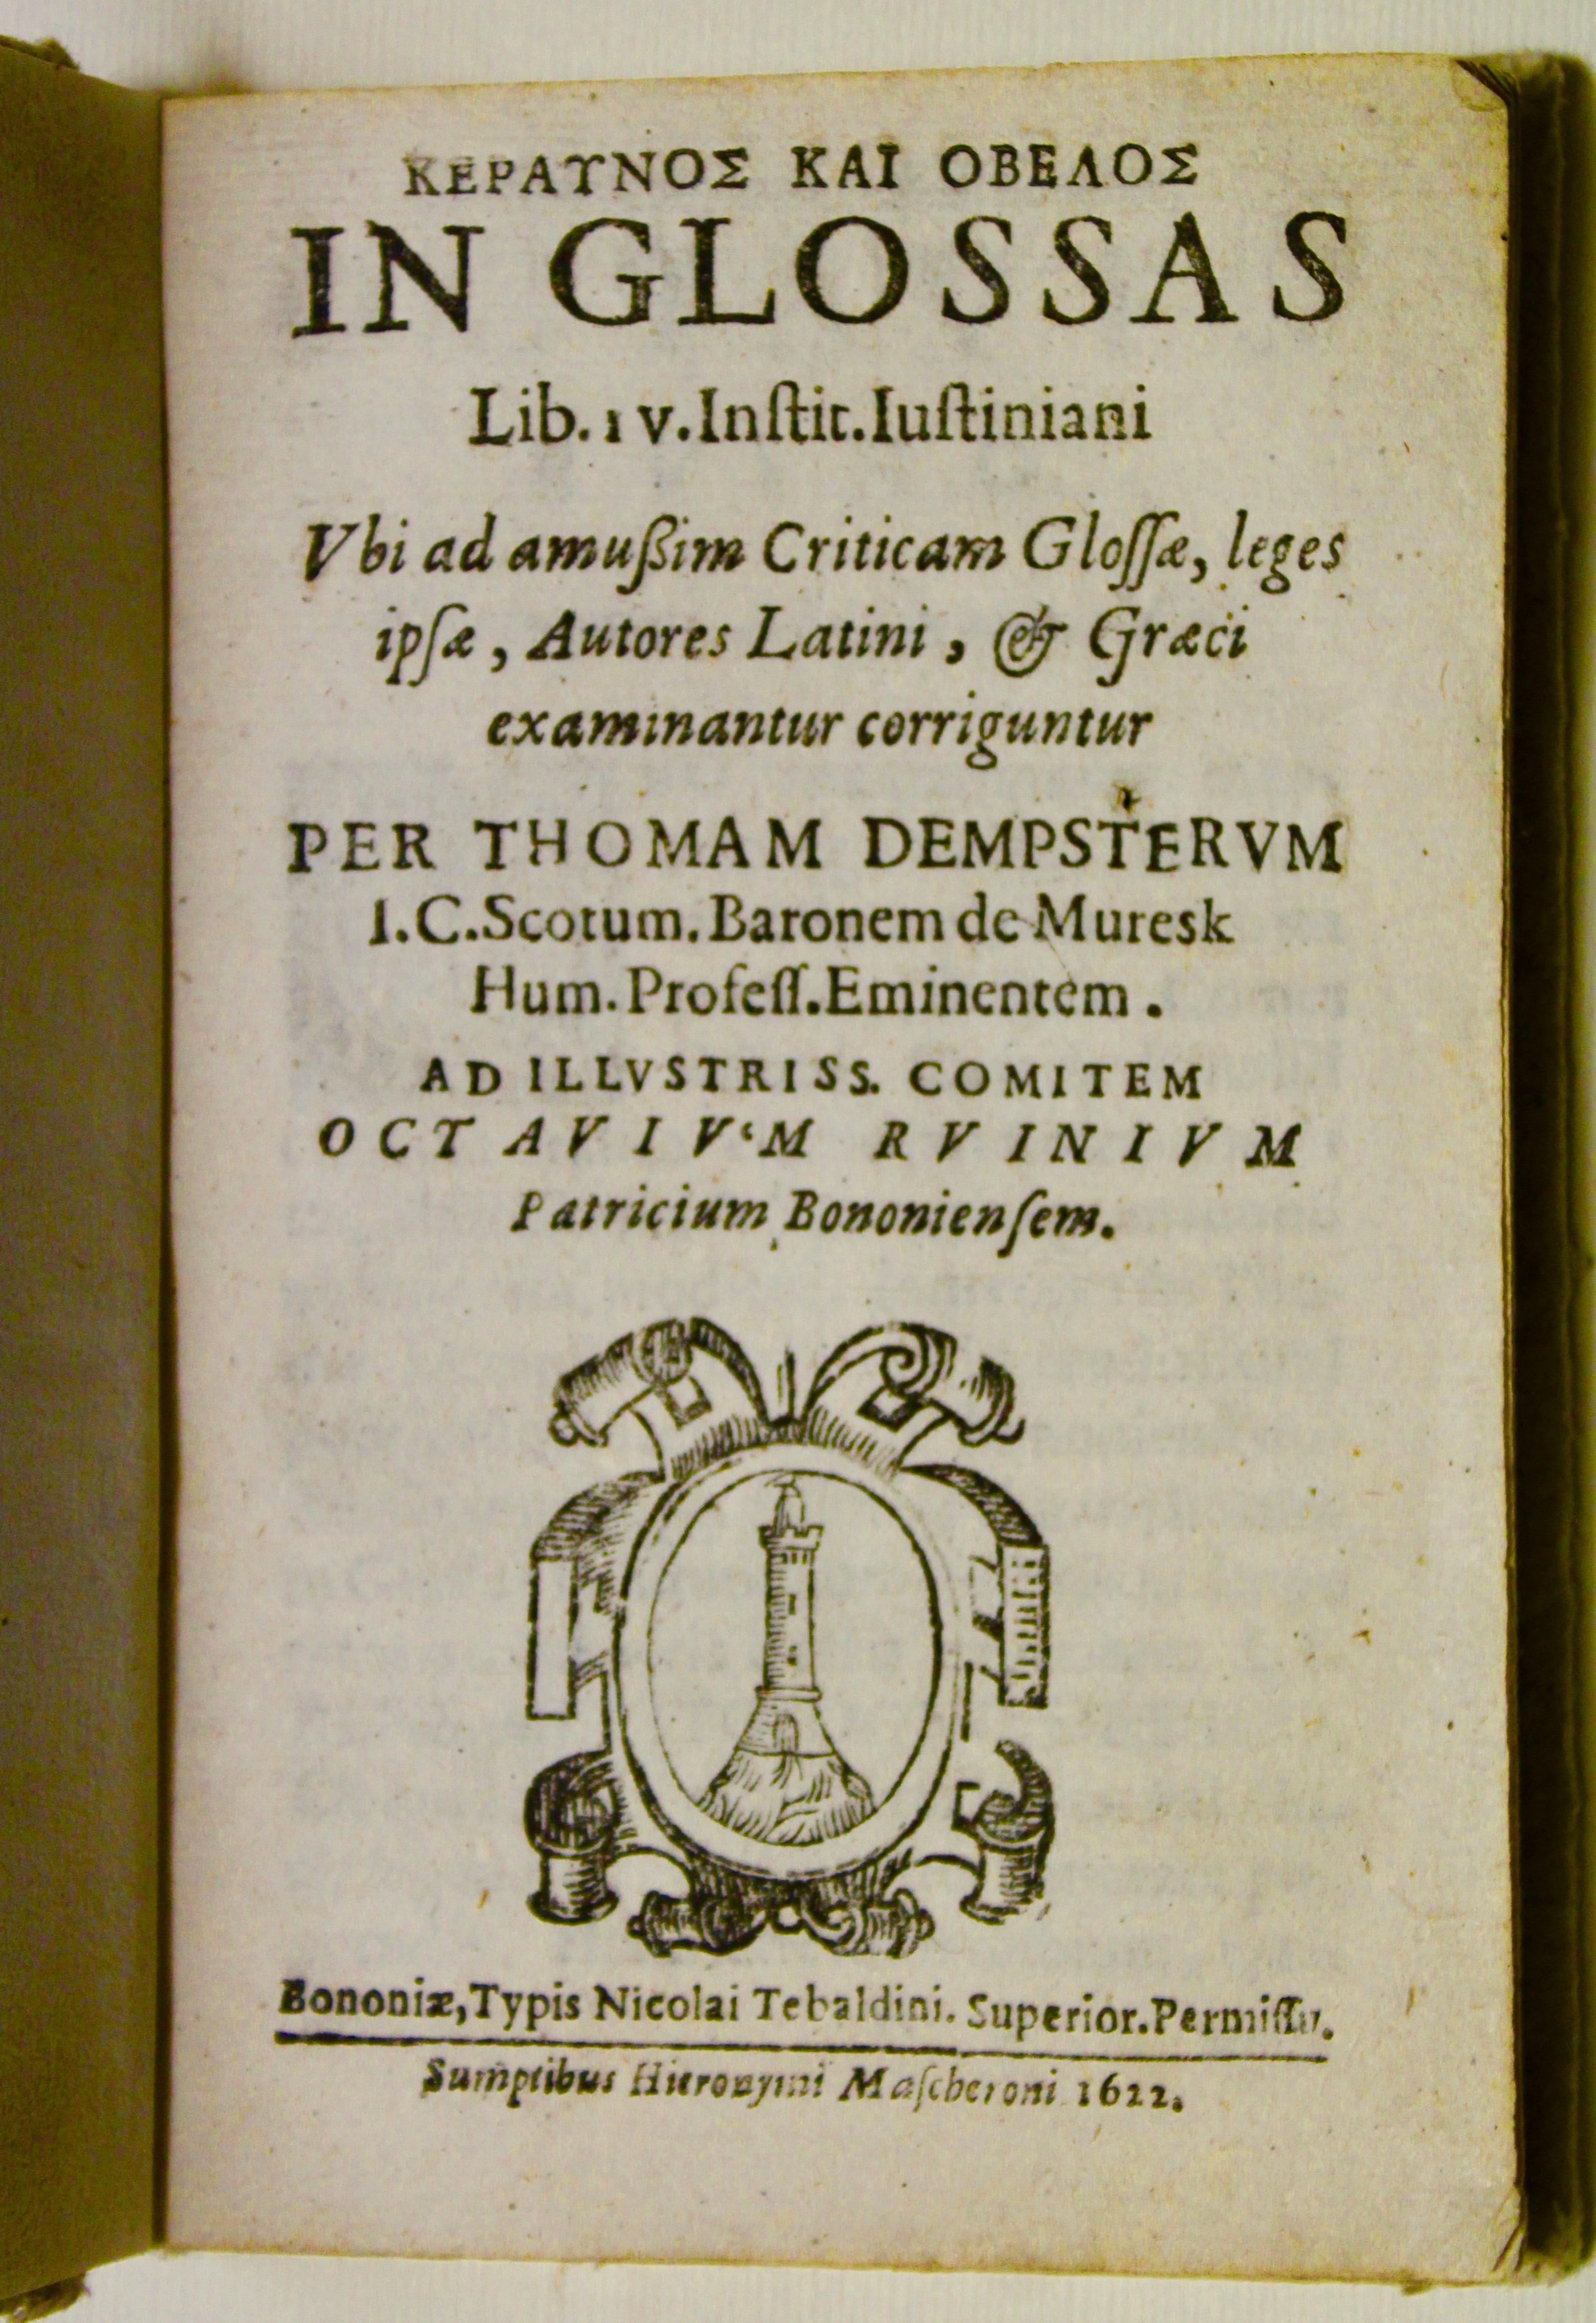 ΚΕΡΑΥΝΟΣ ΚΑΙ ΟΒΕΛΟΣ
IN GLOSSAS
Lib. ıv. Inſtit. Iuſtiniani
Vbi ad amußim Criticam Gloſſæ, leges
ipſæ, Autores Latini, & Græci
examinantur corriguntur
PER THOMAM DEMPSTERVM
I. C. Scotum. Baronem de Muresk
Hum. Profeſſ. Eminentem.
AD ILLVSTRISS. COMITEM
OCTAVIVM RVINIVM
Patricium Bononienſem.
Bononiæ, Typis Nicolai Tebaldini. Superior. Permiſſu.
Sumptibus Hieronymi Maſcheroni 1622.